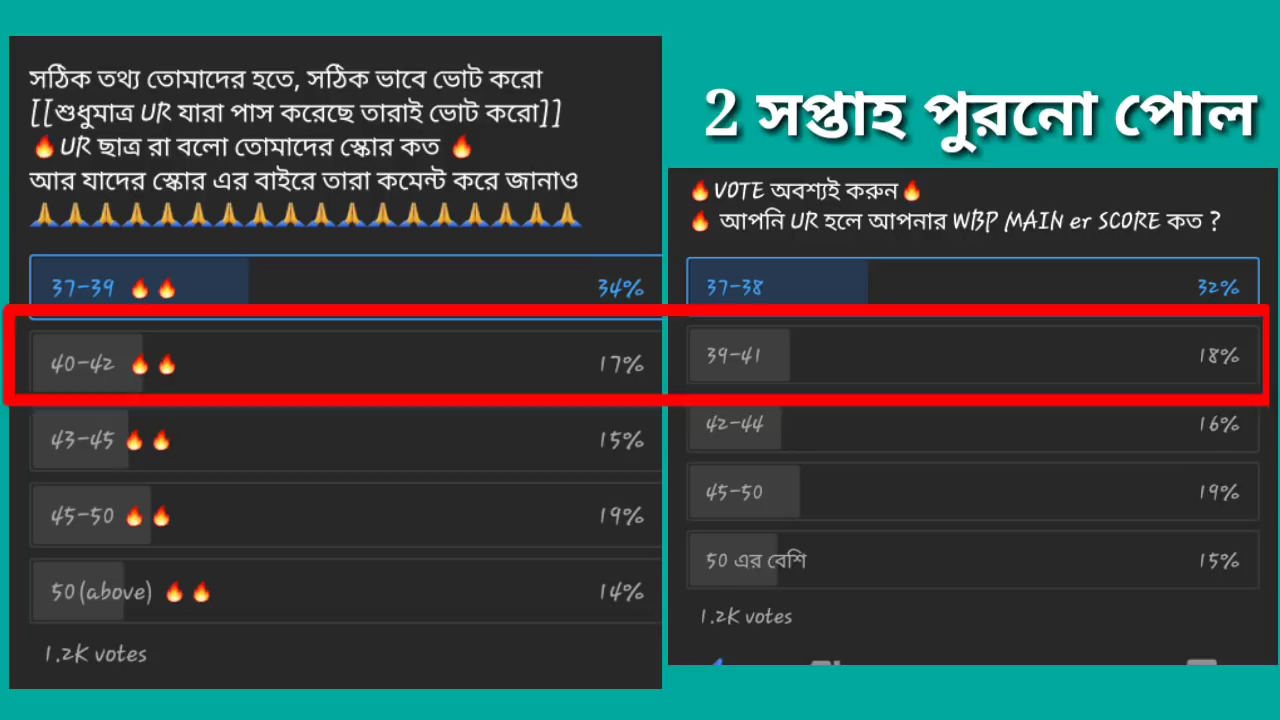 সঠিক তথ্য তোমাদের হতে, সঠিক ভাবে ভোট করো
[[শুধুমাত্র UR যারা পাস করেছে তারাই ভোট করো]]
🔥UR ছাত্র রা বলো তোমাদের স্কোর কত 🔥
আর যাদের স্কোর এর বাইরে তারা কমেন্ট করে জানাও
🙏🙏🙏🙏🙏🙏🙏🙏🙏🙏🙏🙏🙏🙏🙏🙏🙏🙏
37-39 🔥🔥 34%
40-42 🔥🔥 17%
43-45 🔥🔥 15%
45-50 🔥🔥 19%
50(above) 🔥🔥 14%
1.2K votes
2 সপ্তাহ পুরনো পোল
🔥VOTE অবশ্যই করুন🔥
🔥 আপনি UR হলে আপনার WBP MAIN er SCORE কত ?
37-38 32%
39-41 18%
42-44 16%
45-50 19%
50 এর বেশি 15%
1.2K votes